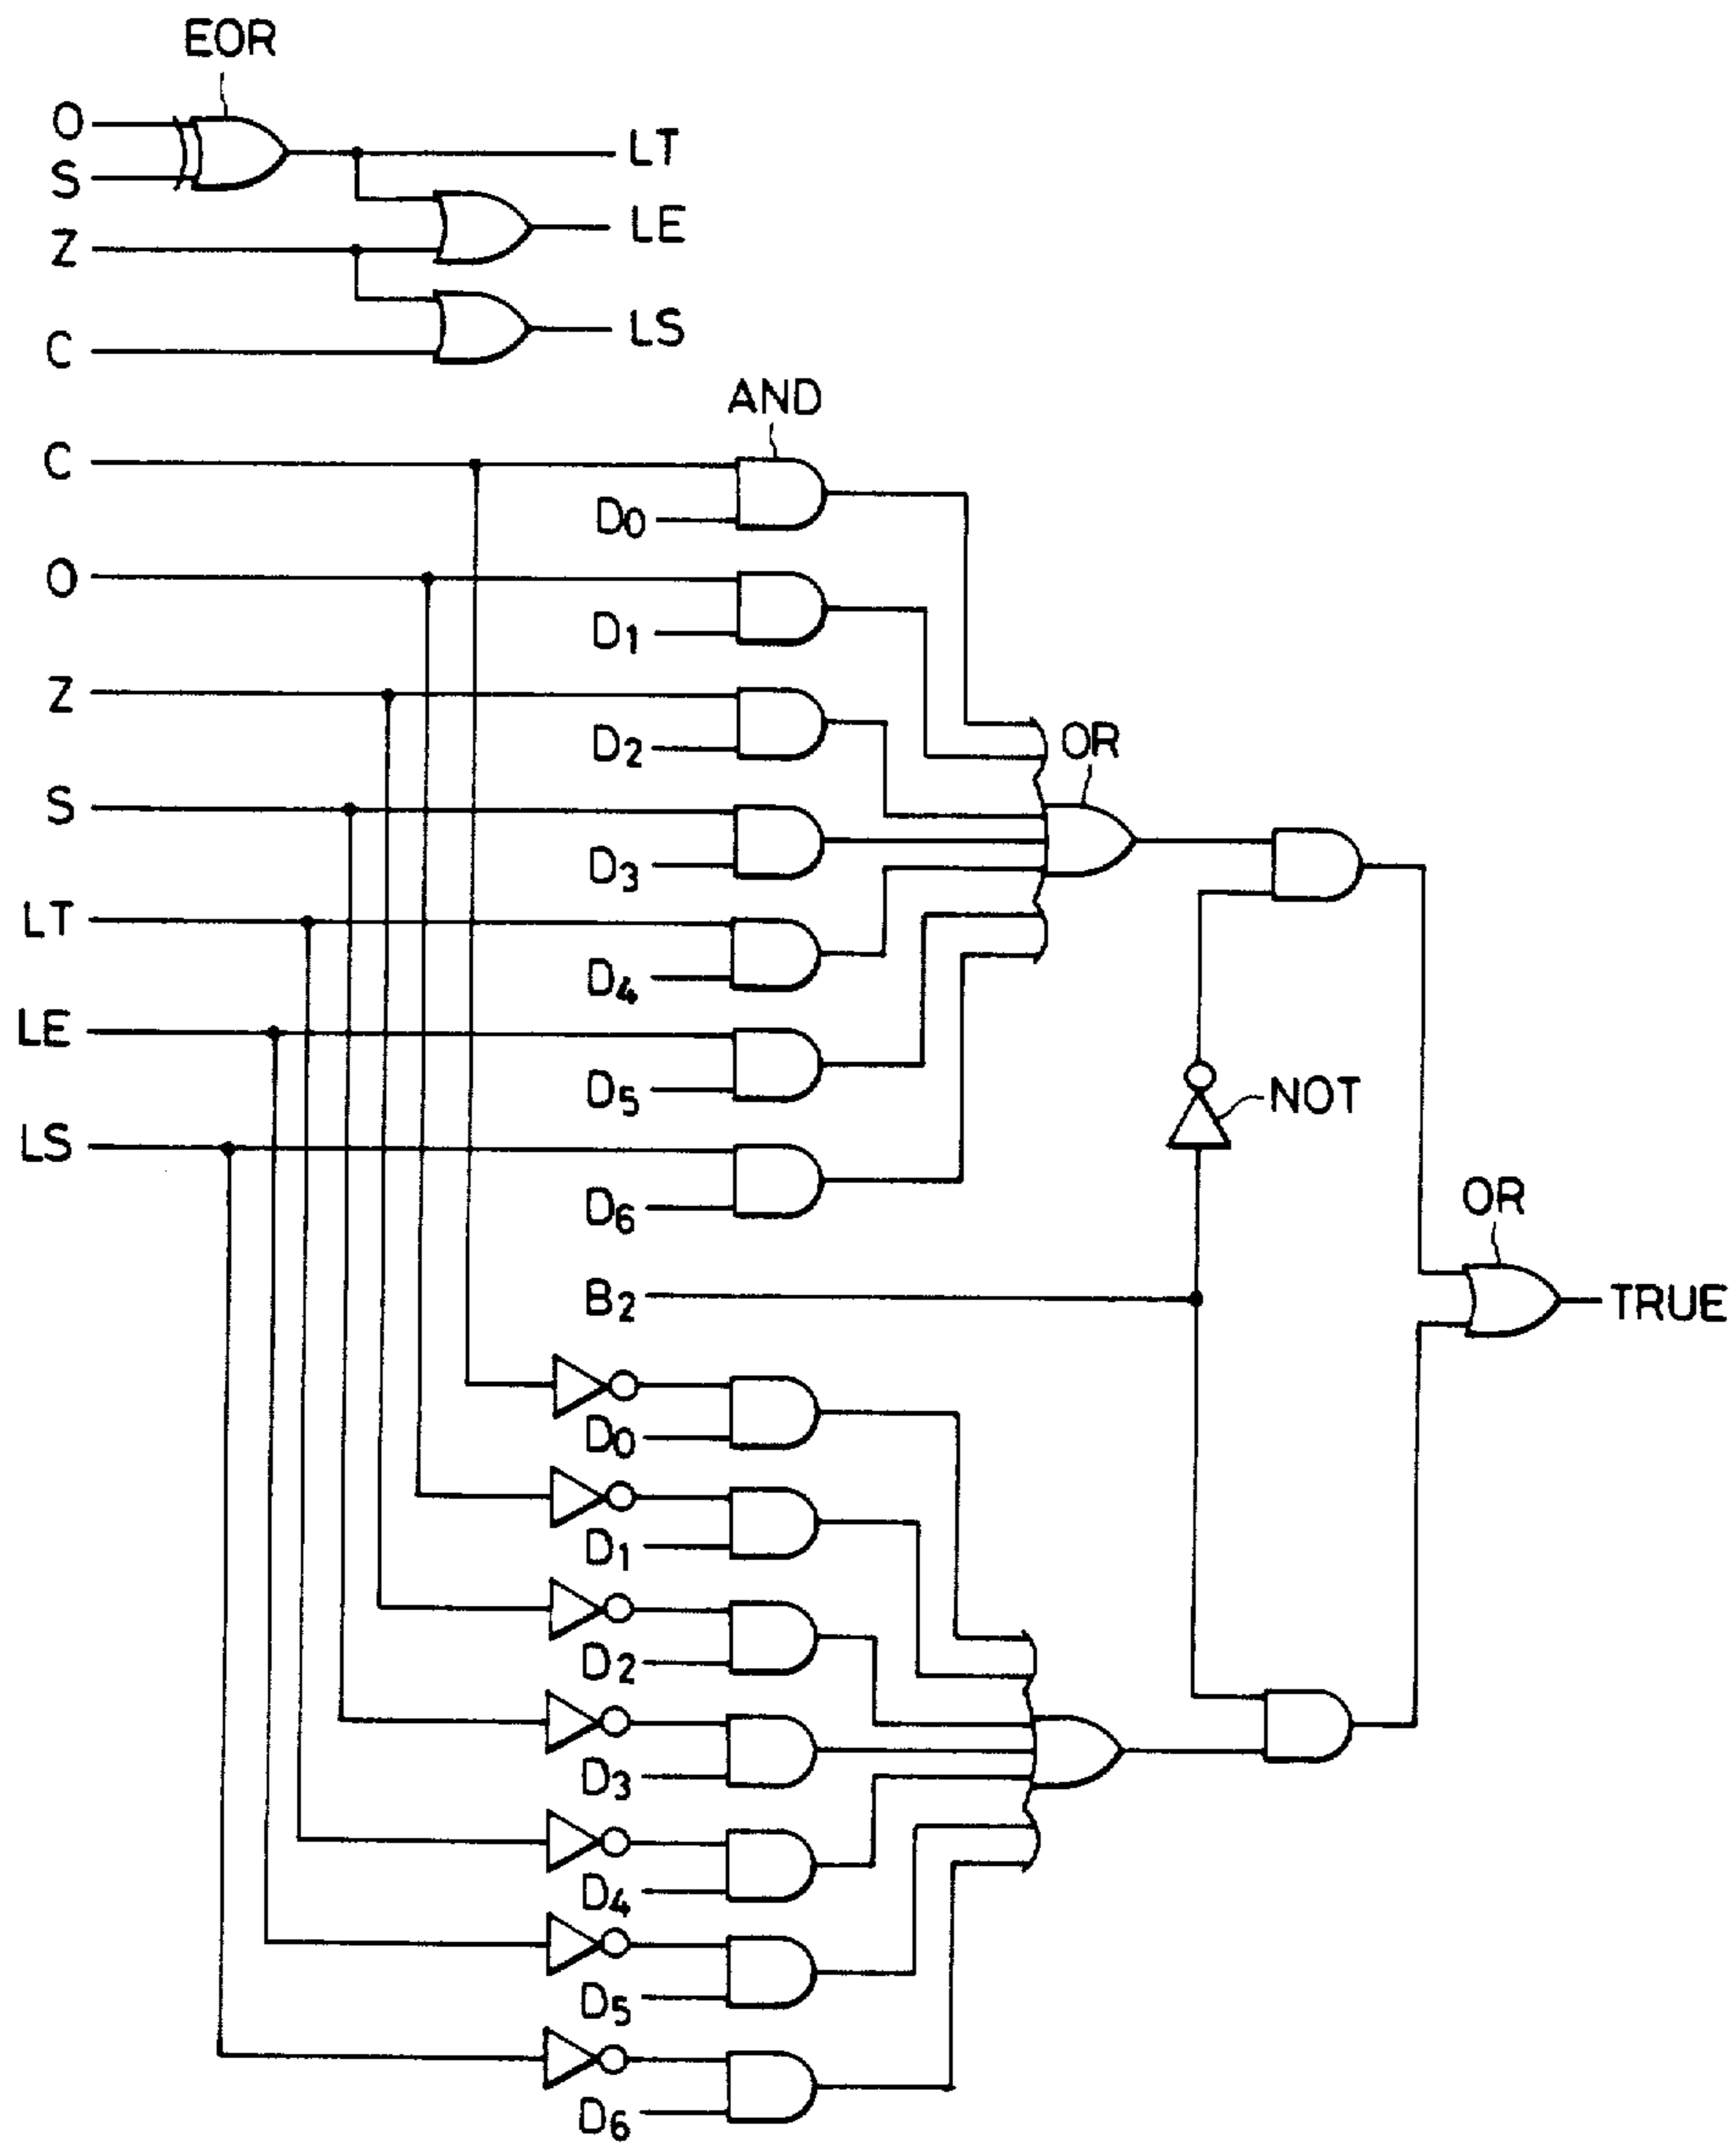 EOR
O
LT
S
LE
Z
LS
C
AND
C
D0
O
D1
Z
D2
OR
S
D3
LT
D4
LE
D5
NOT
LS
D6
OR
B2
TRUE
D0
D1
D2
D3
D4
D5
D6